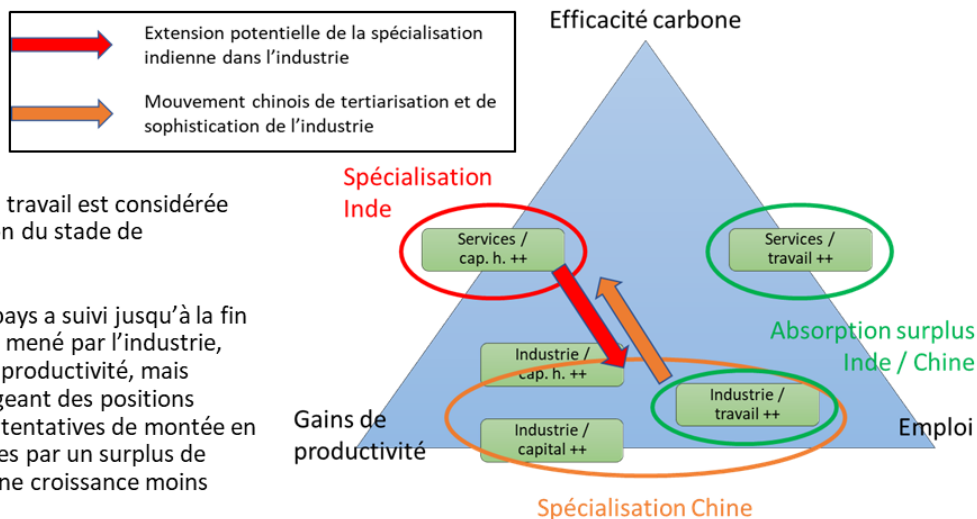 Efficacité carbone
Extension potentielle de la spécialisation
indienne dans l’industrie
Mouvement chinois de tertiarisation et de
sophistication de l’industrie
travail est considérée
on du stade de
pays a suivi jusqu’à la fin
mené par l’industrie,
productivité, mais
geant des positions
tentatives de montée en
es par un surplus de
ne croissance moins
Spécialisation
Inde
Services /
cap. h. ++
Services /
travail ++
Absorption surplus
Inde / Chine
Industrie /
cap. h. ++
Industrie /
travail ++
Gains de
productivité
Industrie /
capital ++
Emploi
Spécialisation Chine